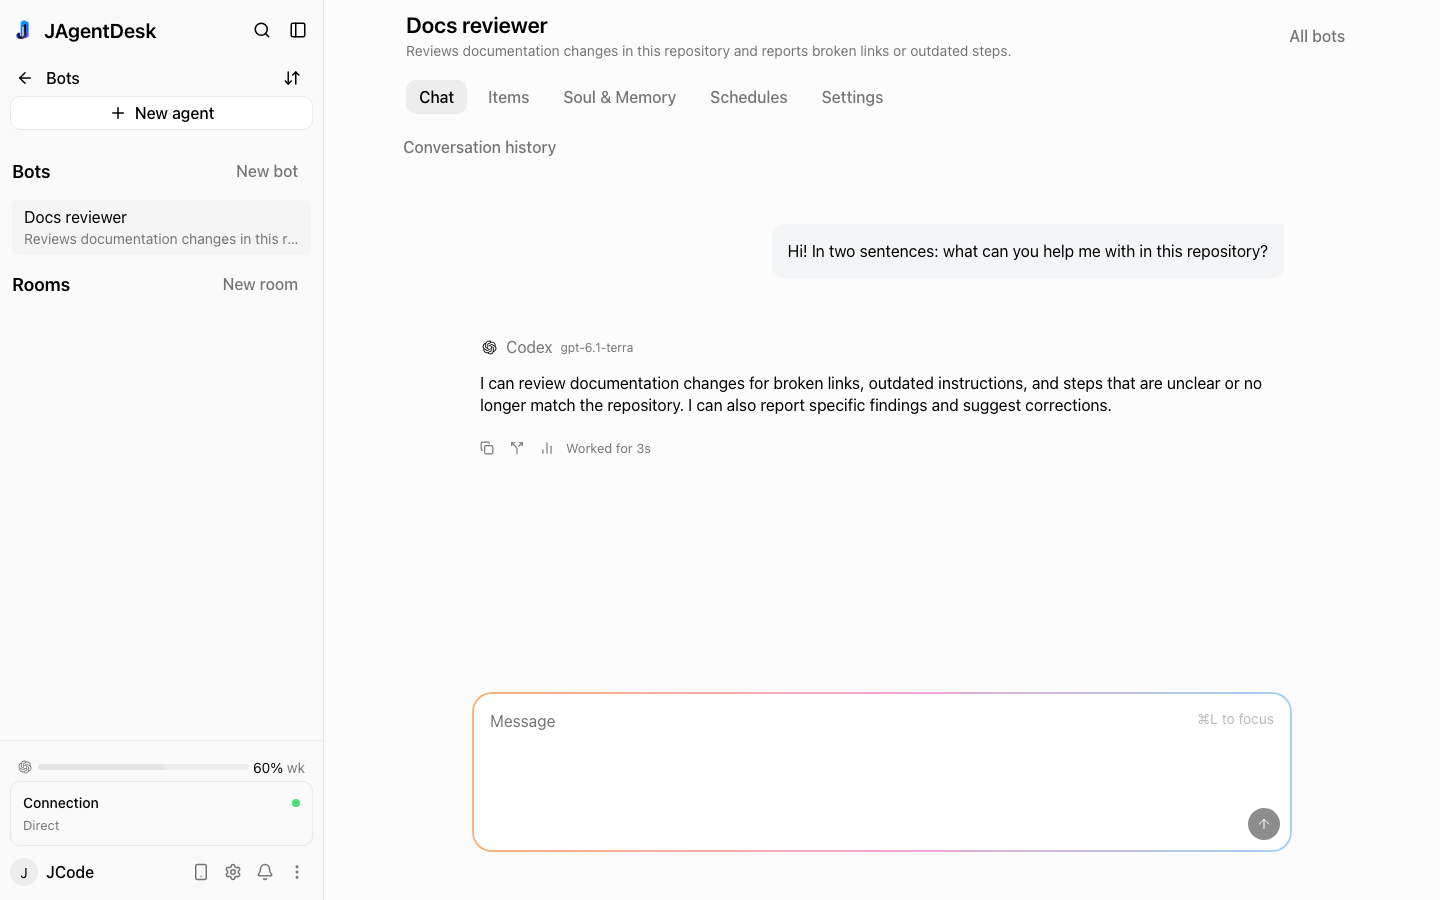 JAgentDesk
Bots
New agent
Bots
New bot
Docs reviewer
Reviews documentation changes in this r...
Rooms
New room
60% wk
Connection
Direct
J
JCode
Docs reviewer
Reviews documentation changes in this repository and reports broken links or outdated steps.
All bots
Chat
Items
Soul & Memory
Schedules
Settings
Conversation history
Hi! In two sentences: what can you help me with in this repository?
Codex gpt-6.1-terra
I can review documentation changes for broken links, outdated instructions, and steps that are unclear or no
longer match the repository. I can also report specific findings and suggest corrections.
Worked for 3s
Message
⌘L to focus